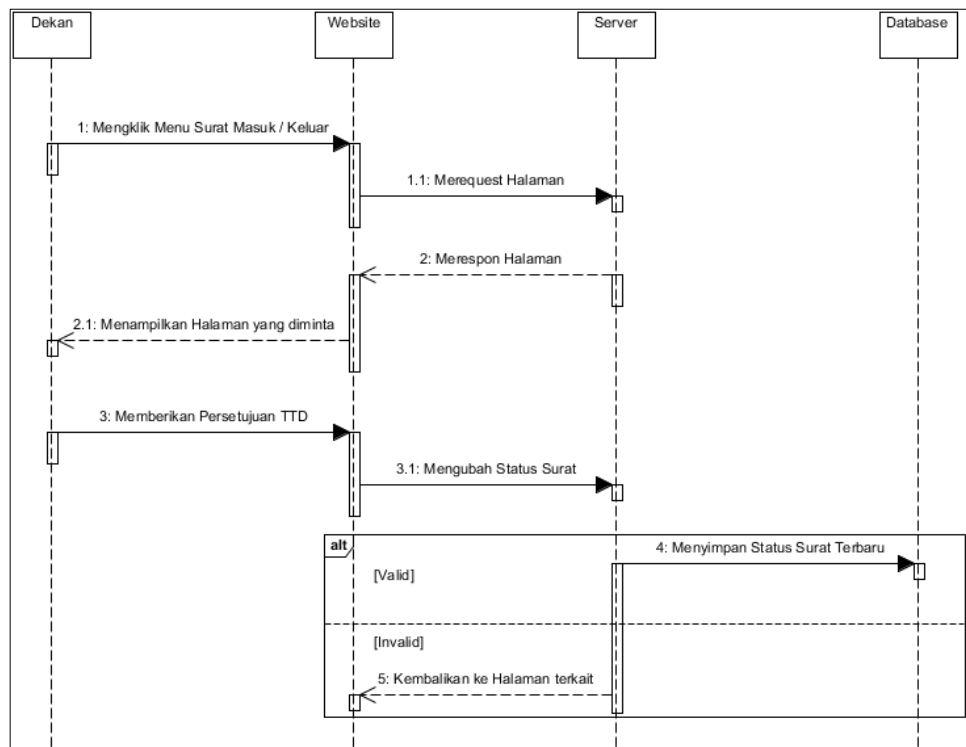 Dekan
Website
Server
Database
1: Mengklik Menu Surat Masuk / Keluar
1.1: Merequest Halaman
2: Merespon Halaman
2.1: Menampilkan Halaman yang diminta
3: Memberikan Persetujuan TTD
3.1: Mengubah Status Surat
alt
4: Menyimpan Status Surat Terbaru
[Valid]
[Invalid]
5: Kembalikan ke Halaman terkait